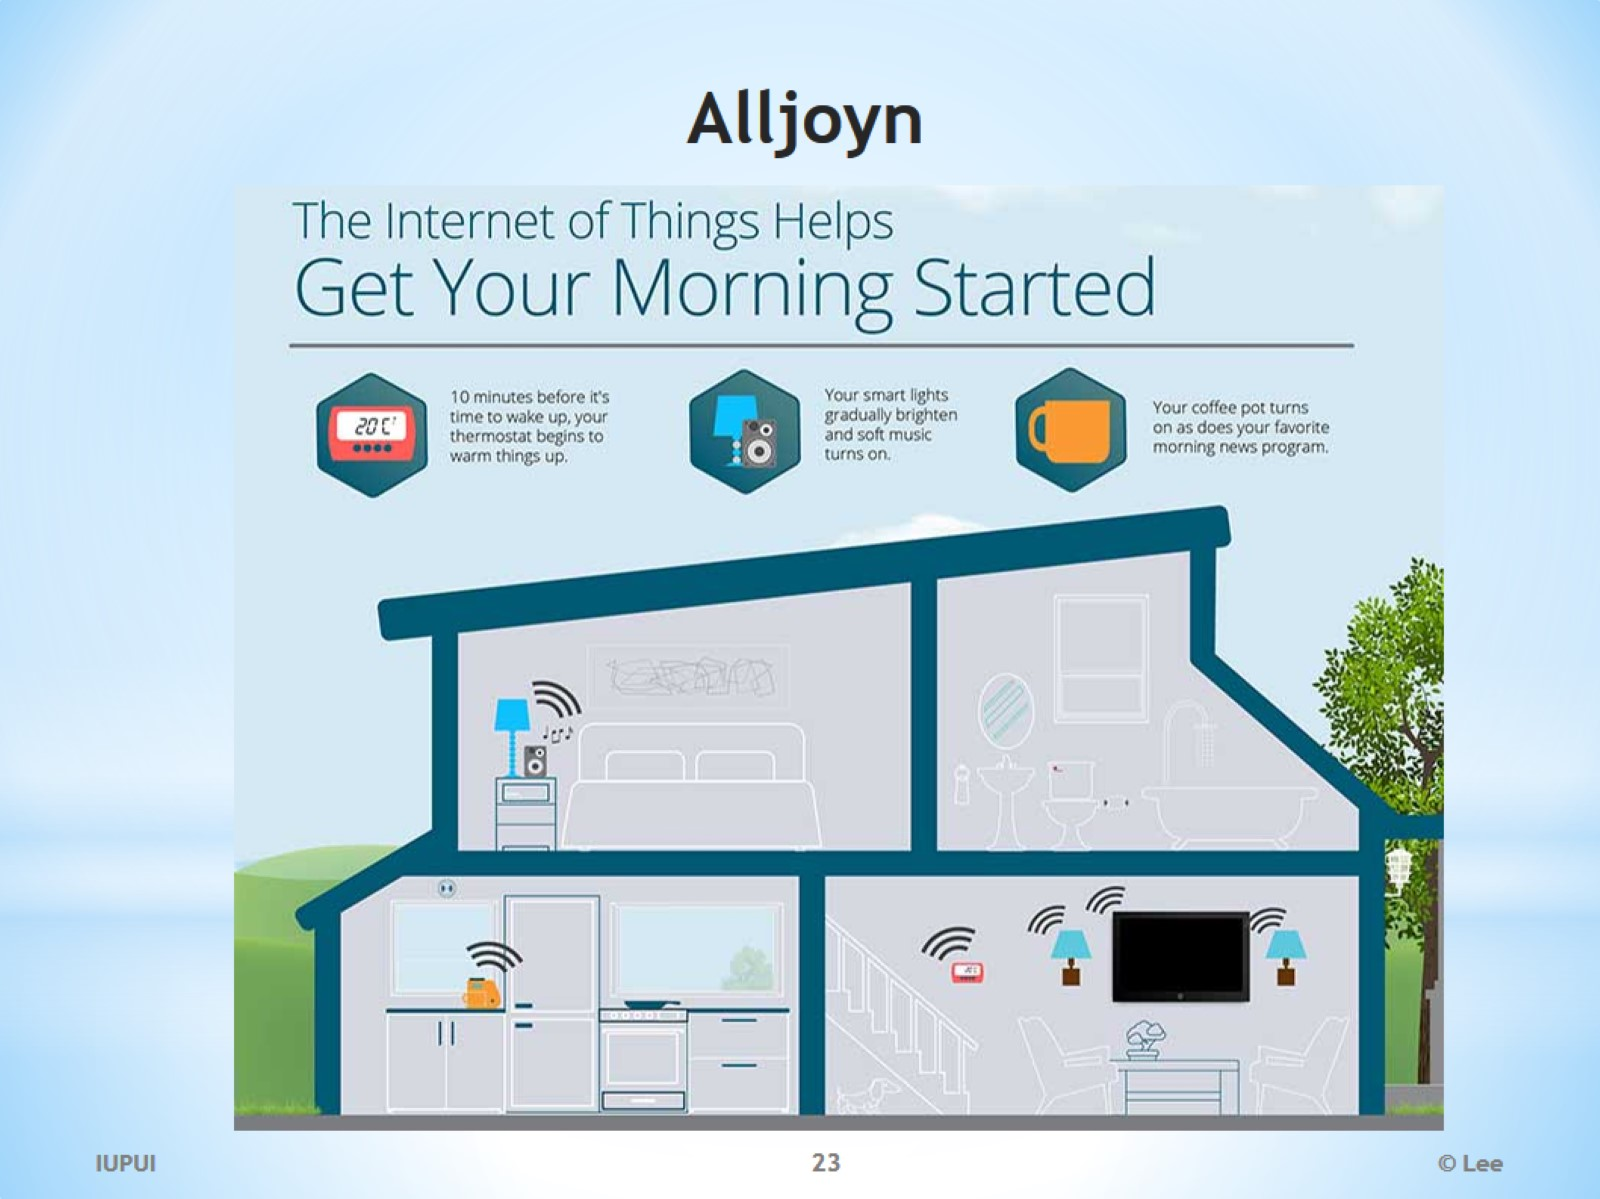 Alljoyn
The Internet of Things Helps
Get Your Morning Started
20 C°
10 minutes before it's
time to wake up, your
thermostat begins to
warm things up.
Your smart lights
gradually brighten
and soft music
turns on.
Your coffee pot turns
on as does your favorite
morning news program.
IUPUI
23
© Lee